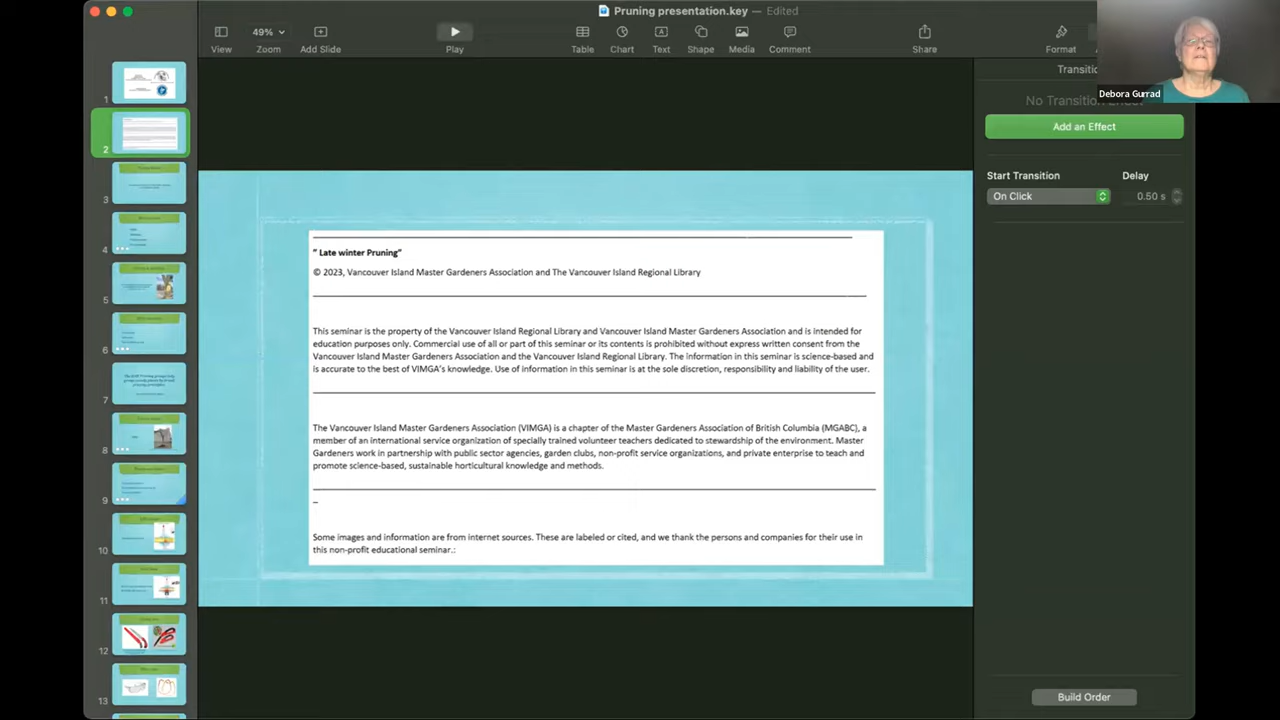 Pruning presentation.key — Edited
View
49%
Zoom
Add Slide
Play
Table
Chart
Text
Shape
Media
Comment
Share
Format
Debora Gurrad
Transiti
No Transition Effect
Add an Effect
Start Transition
Delay
On Click
0.50 s
1
2
3
4
5
6
7
8
9
10
11
12
13
" Late winter Pruning"
© 2023, Vancouver Island Master Gardeners Association and The Vancouver Island Regional Library
This seminar is the property of the Vancouver Island Regional Library and Vancouver Island Master Gardeners Association and is intended for
education purposes only. Commercial use of all or part of this seminar or its contents is prohibited without express written consent from the
Vancouver Island Master Gardeners Association and the Vancouver Island Regional Library. The information in this seminar is science-based and
is accurate to the best of VIMGA's knowledge. Use of information in this seminar is at the sole discretion, responsibility and liability of the user.
The Vancouver Island Master Gardeners Association (VIMGA) is a chapter of the Master Gardeners Association of British Columbia (MGABC), a
member of an international service organization of specially trained volunteer teachers dedicated to stewardship of the environment. Master
Gardeners work in partnership with public sector agencies, garden clubs, non-profit service organizations, and private enterprise to teach and
promote science-based, sustainable horticultural knowledge and methods.
Some images and information are from internet sources. These are labeled or cited, and we thank the persons and companies for their use in
this non-profit educational seminar.:
Build Order